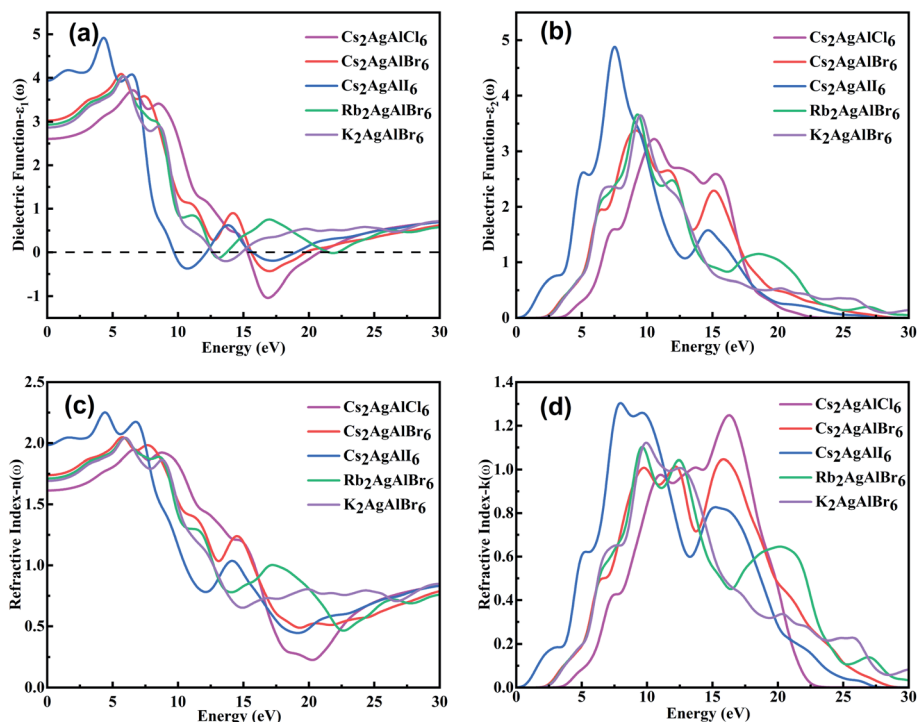 (a)
Cs₂AgAlCl₆
Cs₂AgAlBr₆
Cs₂AgAlI₆
Rb₂AgAlBr₆
K₂AgAlBr₆
Dielectric Function-ε₁(ω)
5
4
3
2
1
0
-1
0 5 10 15 20 25 30
Energy (eV)
(b)
Cs₂AgAlCl₆
Cs₂AgAlBr₆
Cs₂AgAlI₆
Rb₂AgAlBr₆
K₂AgAlBr₆
Dielectric Function-ε₂(ω)
5
4
3
2
1
0
0 5 10 15 20 25 30
Energy (eV)
(c)
Cs₂AgAlCl₆
Cs₂AgAlBr₆
Cs₂AgAlI₆
Rb₂AgAlBr₆
K₂AgAlBr₆
Refractive Index-n(ω)
2.5
2.0
1.5
1.0
0.5
0.0
0 5 10 15 20 25 30
Energy (eV)
(d)
Cs₂AgAlCl₆
Cs₂AgAlBr₆
Cs₂AgAlI₆
Rb₂AgAlBr₆
K₂AgAlBr₆
Refractive Index-k(ω)
1.4
1.2
1.0
0.8
0.6
0.4
0.2
0.0
0 5 10 15 20 25 30
Energy (eV)